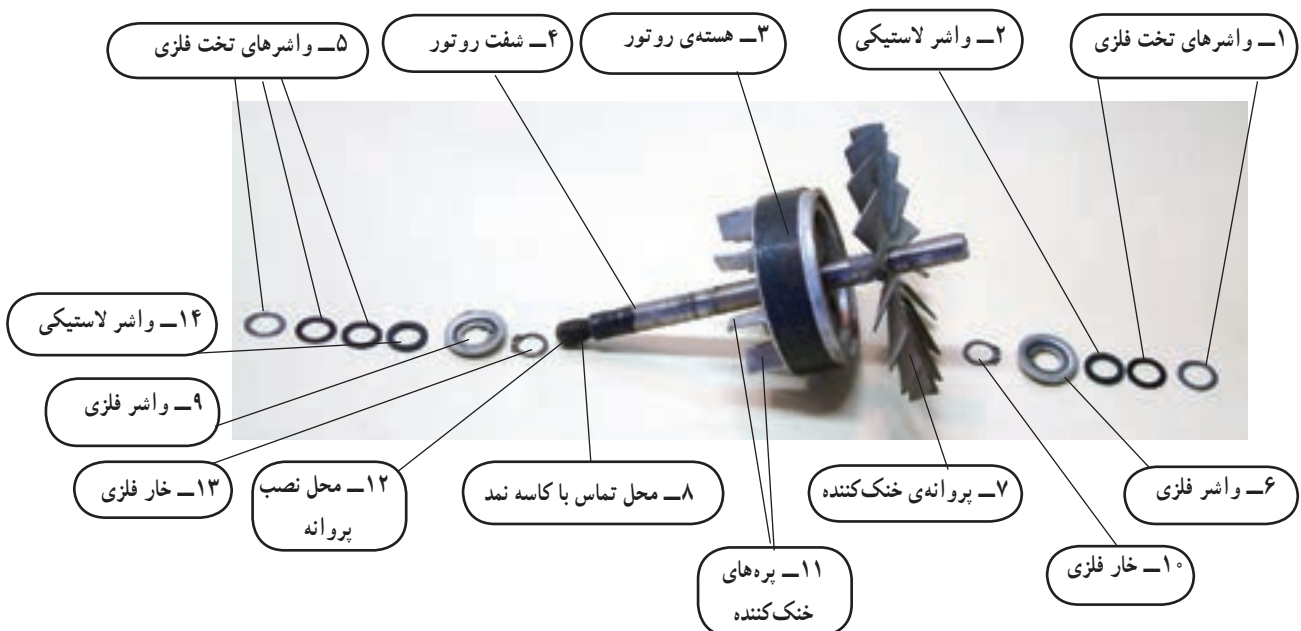 ۱ــ واشرهای تخت فلزی
۲ــ واشر لاستیکی
۳ــ هسته‌ی روتور
۴ــ شفت روتور
۵ــ واشرهای تخت فلزی
۱۴ــ واشر لاستیکی
۹ــ واشر فلزی
۱۳ــ خار فلزی
۱۲ــ محل نصب
پروانه
۸ــ محل تماس با کاسه نمد
۷ــ پروانه‌ی خنک‌کننده
۶ــ واشر فلزی
۱۱ــ پره‌های
خنک‌کننده
۱۰ــ خار فلزی